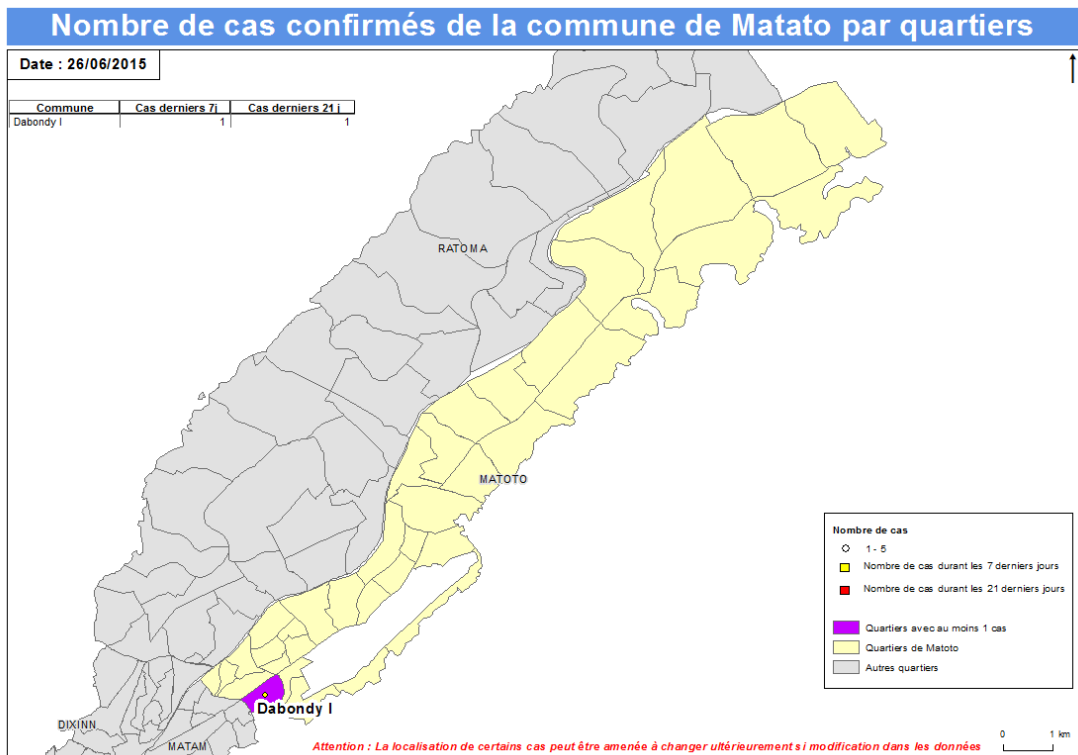 Nombre de cas confirmés de la commune de Matato par quartiers
Date : 26/06/2015
Commune Cas derniers 7j Cas derniers 21 j
Dabondy I 1 1
RATOMA
MATOTO
Nombre de cas
1 - 5
Nombre de cas durant les 7 derniers jours
Nombre de cas durant les 21 derniers jours
Quartiers avec au moins 1 cas
Quartiers de Matoto
Autres quartiers
Dabondy I
DIXINN
MATAM
Attention : La localisation de certains cas peut être amenée à changer ultérieurement si modification dans les données
0 1 km